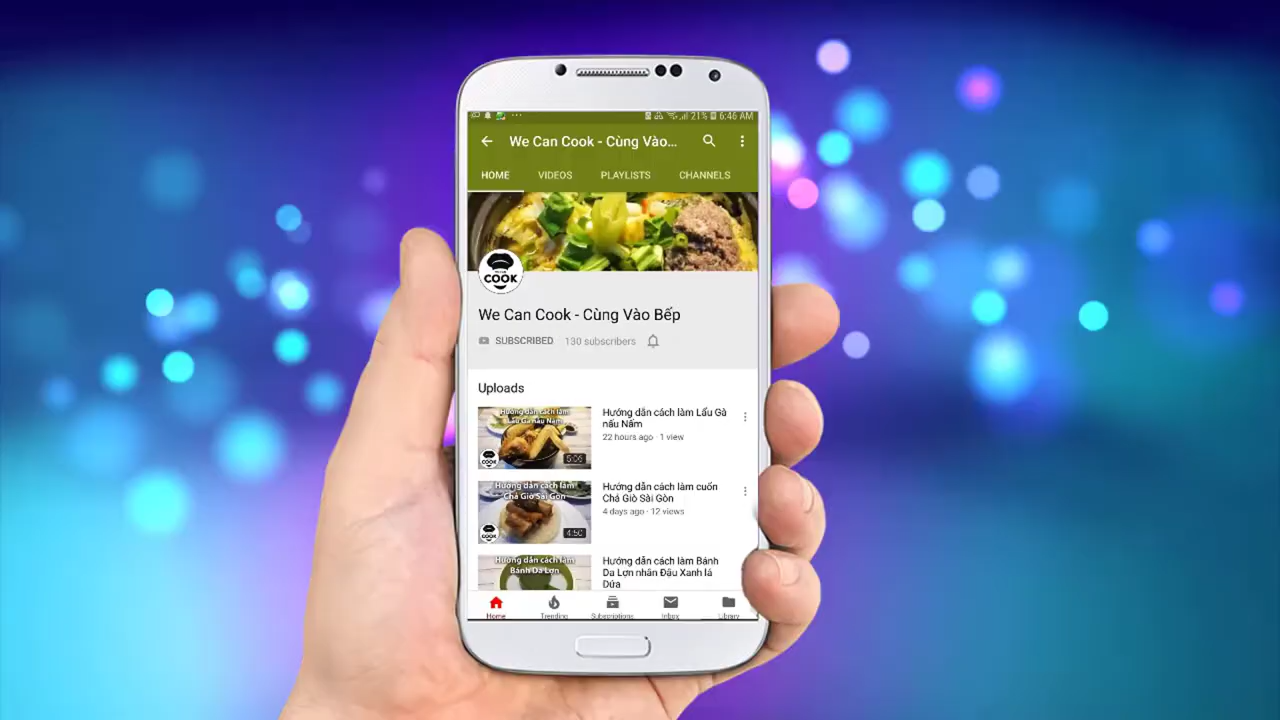 21% 6:46 AM
We Can Cook - Cùng Vào...
HOME VIDEOS PLAYLISTS CHANNELS
COOK
We Can Cook - Cùng Vào Bếp
SUBSCRIBED 130 subscribers
Uploads
Hướng dẫn cách làm
Lẩu Gà nấu Nấm
COOK
5:06
Hướng dẫn cách làm Lẩu Gà
nấu Nấm
22 hours ago · 1 view
Hướng dẫn cách làm
Chả Giò Sài Gòn
COOK
4:50
Hướng dẫn cách làm cuốn
Chả Giò Sài Gòn
4 days ago · 12 views
Hướng dẫn cách làm
Bánh Da Lợn
Hướng dẫn cách làm Bánh
Da Lợn nhân Đậu Xanh lá
Dứa
Home Trending Subscriptions Inbox Library